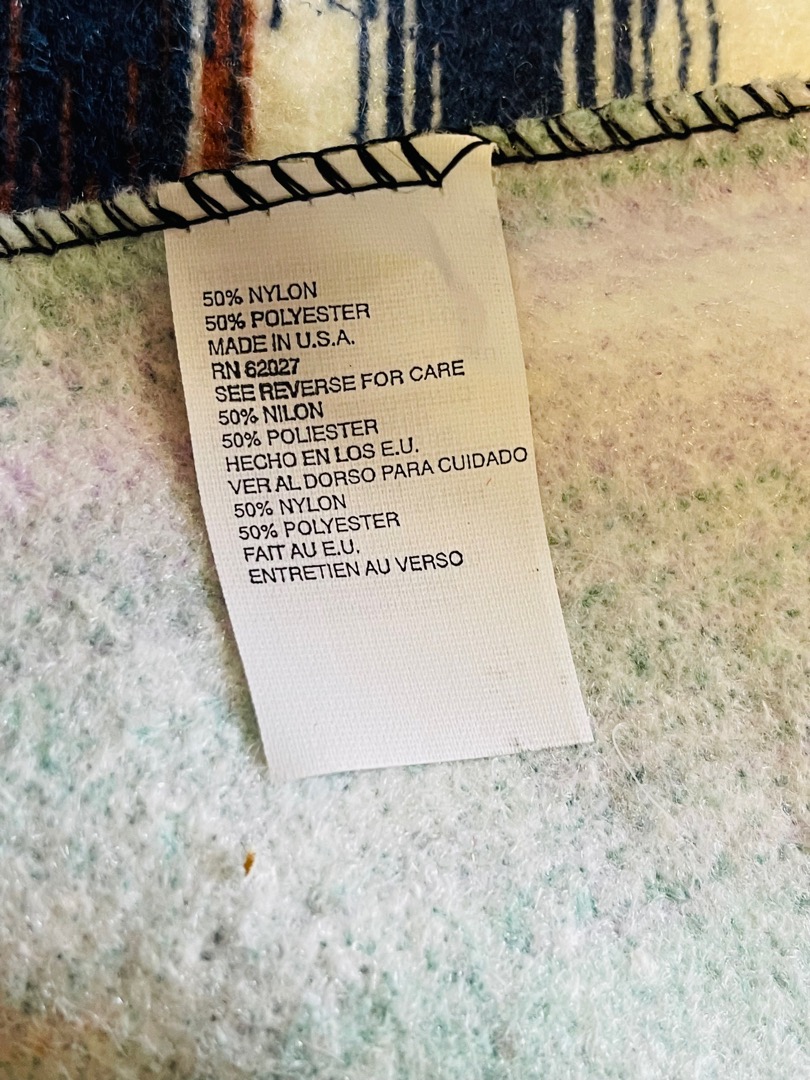 50% NYLON
50% POLYESTER
MADE IN U.S.A.
RN 62027
SEE REVERSE FOR CARE
50% NILON
50% POLIESTER
HECHO EN LOS E.U.
VER AL DORSO PARA CUIDADO
50% NYLON
50% POLYESTER
FAIT AU E.U.
ENTRETIEN AU VERSO